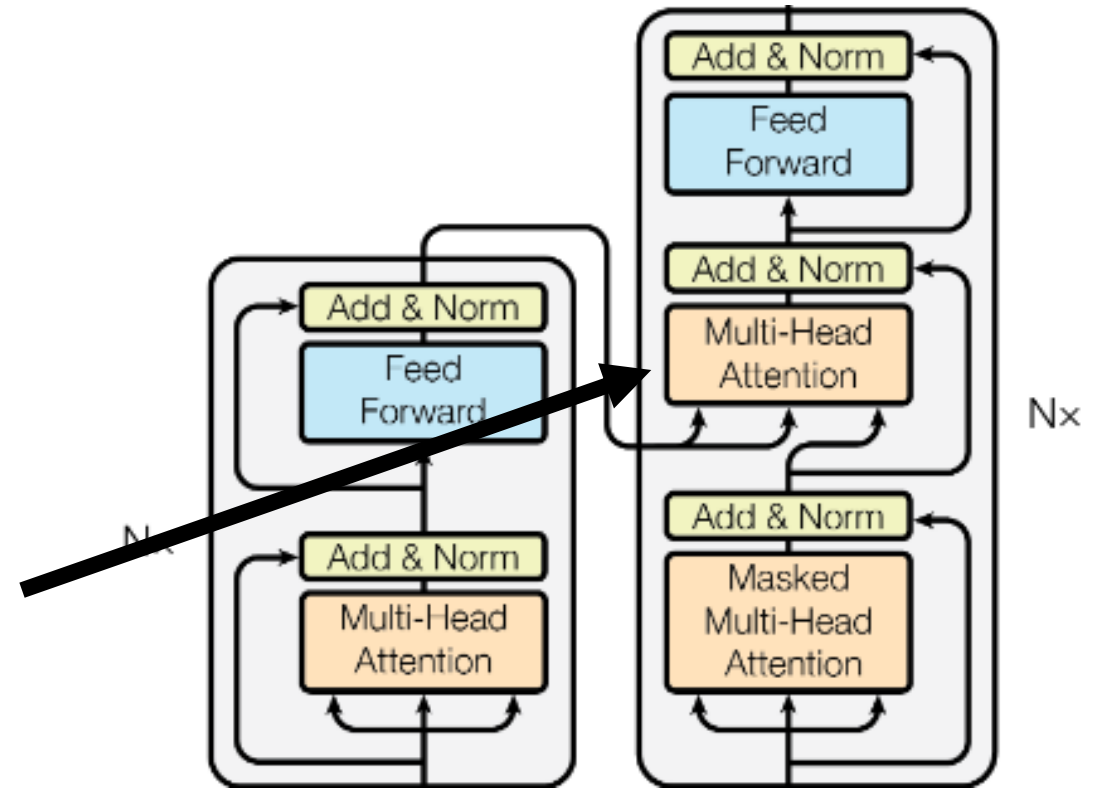 Add & Norm
Feed
Forward
Add & Norm
Multi-Head
Attention
N×
Add & Norm
Masked
Multi-Head
Attention
Add & Norm
Feed
Forward
N×
Add & Norm
Multi-Head
Attention